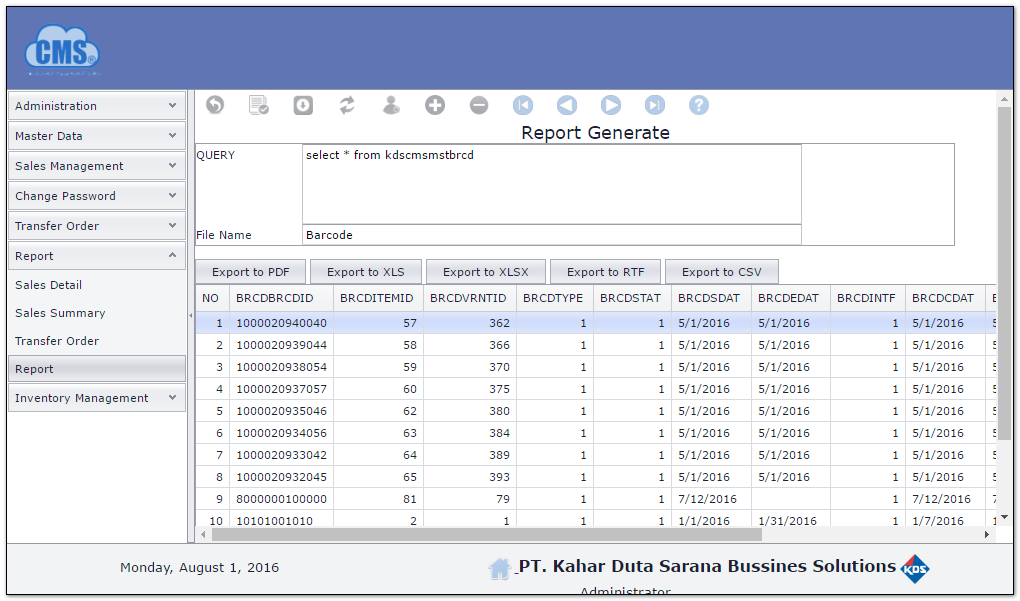 CMS
Administration
Master Data
Sales Management
Change Password
Transfer Order
Report
Sales Detail
Sales Summary
Transfer Order
Report
Inventory Management
Report Generate
QUERY select * from kdscmsmstbrcd
File Name Barcode
Export to PDF Export to XLS Export to XLSX Export to RTF Export to CSV
NO BRCDBRCDID BRCDITEMID BRCDVRNTID BRCDTYPE BRCDSTAT BRCDSDAT BRCDEDAT BRCDINTF BRCDCDAT
1 1000020940040 57 362 1 1 5/1/2016 5/1/2016 1 5/1/2016
2 1000020939044 58 366 1 1 5/1/2016 5/1/2016 1 5/1/2016
3 1000020938054 59 370 1 1 5/1/2016 5/1/2016 1 5/1/2016
4 1000020937057 60 375 1 1 5/1/2016 5/1/2016 1 5/1/2016
5 1000020935046 62 380 1 1 5/1/2016 5/1/2016 1 5/1/2016
6 1000020934056 63 384 1 1 5/1/2016 5/1/2016 1 5/1/2016
7 1000020933042 64 389 1 1 5/1/2016 5/1/2016 1 5/1/2016
8 1000020932045 65 393 1 1 5/1/2016 5/1/2016 1 5/1/2016
9 8000000100000 81 79 1 1 7/12/2016 1 7/12/2016
10 10101001010 2 1 1 1 1/1/2016 1/31/2016 1 1/7/2016
Monday, August 1, 2016
PT. Kahar Duta Sarana Bussines Solutions
KDS
Administrator